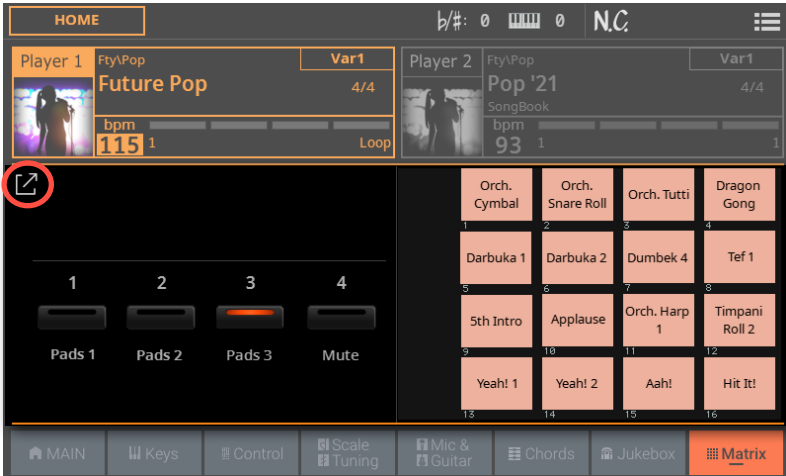 HOME
♭/♯: 0
0
N.C.
Player 1
Fty\Pop
Var1
Future Pop
4/4
bpm
115
1
Loop
Player 2
Fty\Pop
Var1
Pop '21
4/4
SongBook
bpm
93
1
1
Orch.
Cymbal
1
Orch.
Snare Roll
2
Orch. Tutti
3
Dragon
Gong
4
Darbuka 1
5
Darbuka 2
6
Dumbek 4
7
Tef 1
8
5th Intro
9
Applause
10
Orch. Harp
1
11
Timpani
Roll 2
12
Yeah! 1
13
Yeah! 2
14
Aah!
15
Hit It!
16
1
2
3
4
Pads 1
Pads 2
Pads 3
Mute
MAIN
Keys
Control
Scale
Tuning
Mic &
Guitar
Chords
Jukebox
Matrix